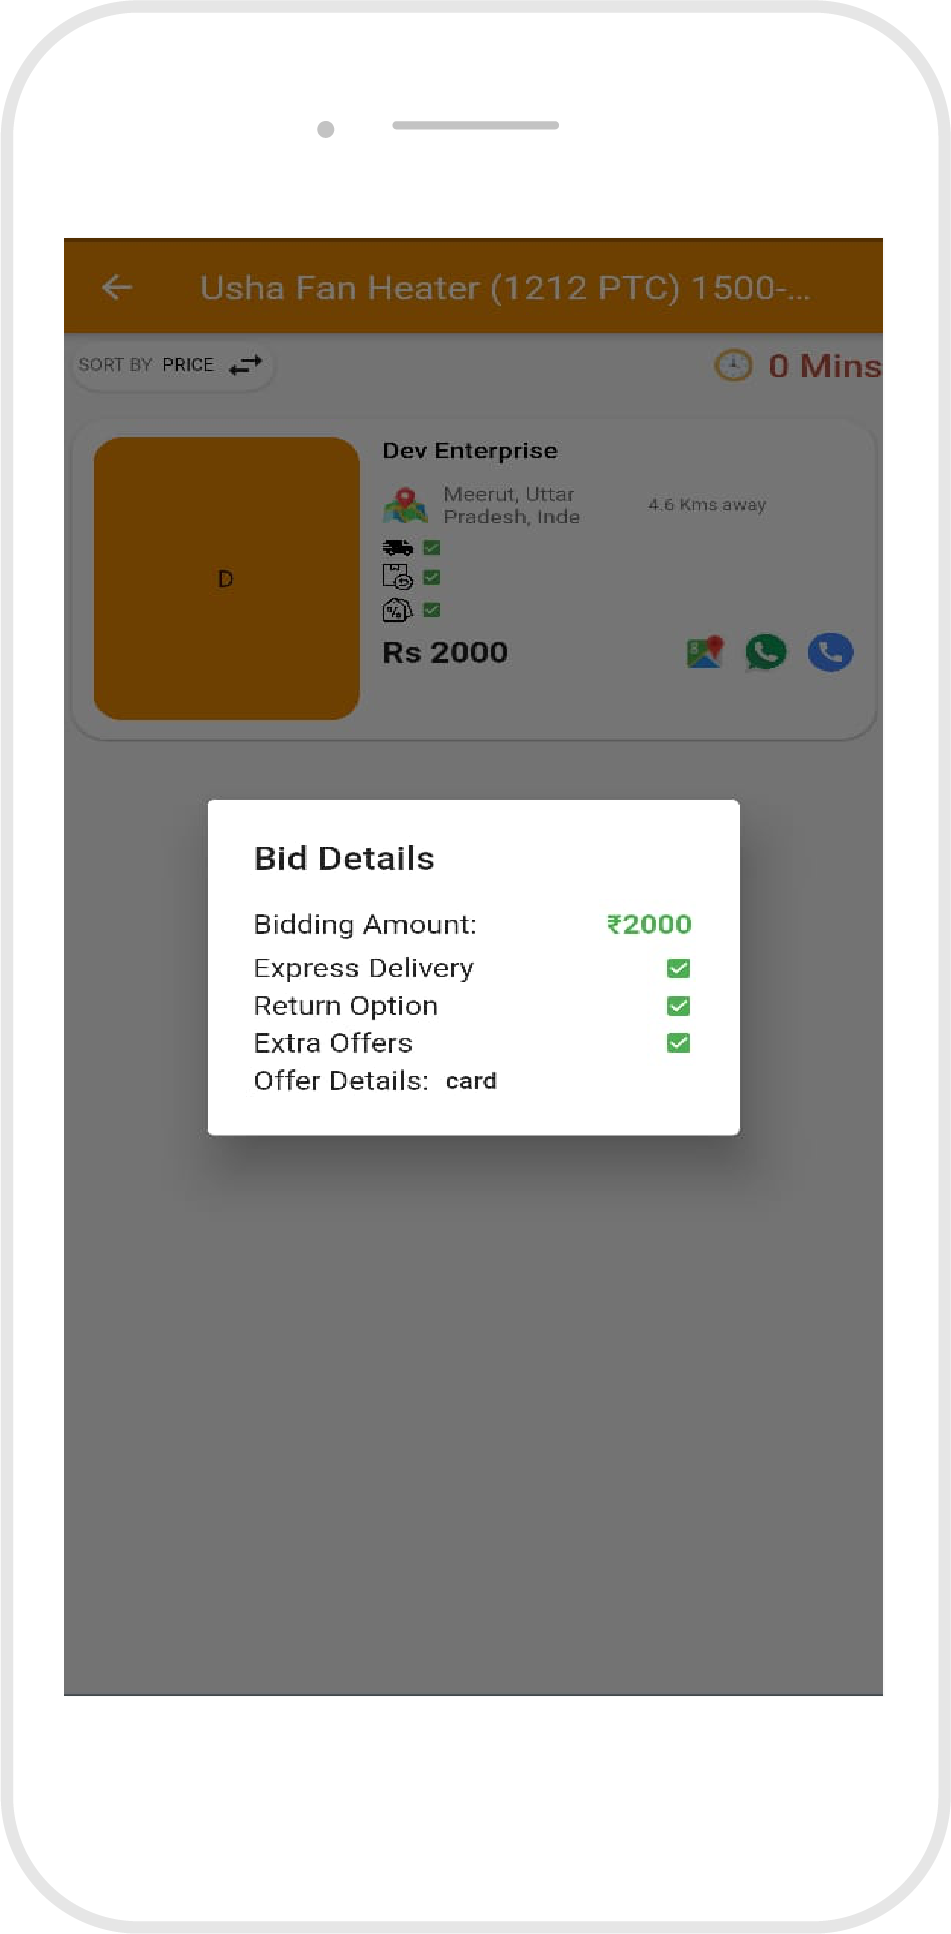 Usha Fan Heater (1212 PTC) 1500-...
SORT BY PRICE
0 Mins
Dev Enterprise
Meerut, Uttar
Pradesh, Inde
4.6 Kms away
D
Rs 2000
Bid Details
Bidding Amount: ₹2000
Express Delivery
Return Option
Extra Offers
Offer Details: card